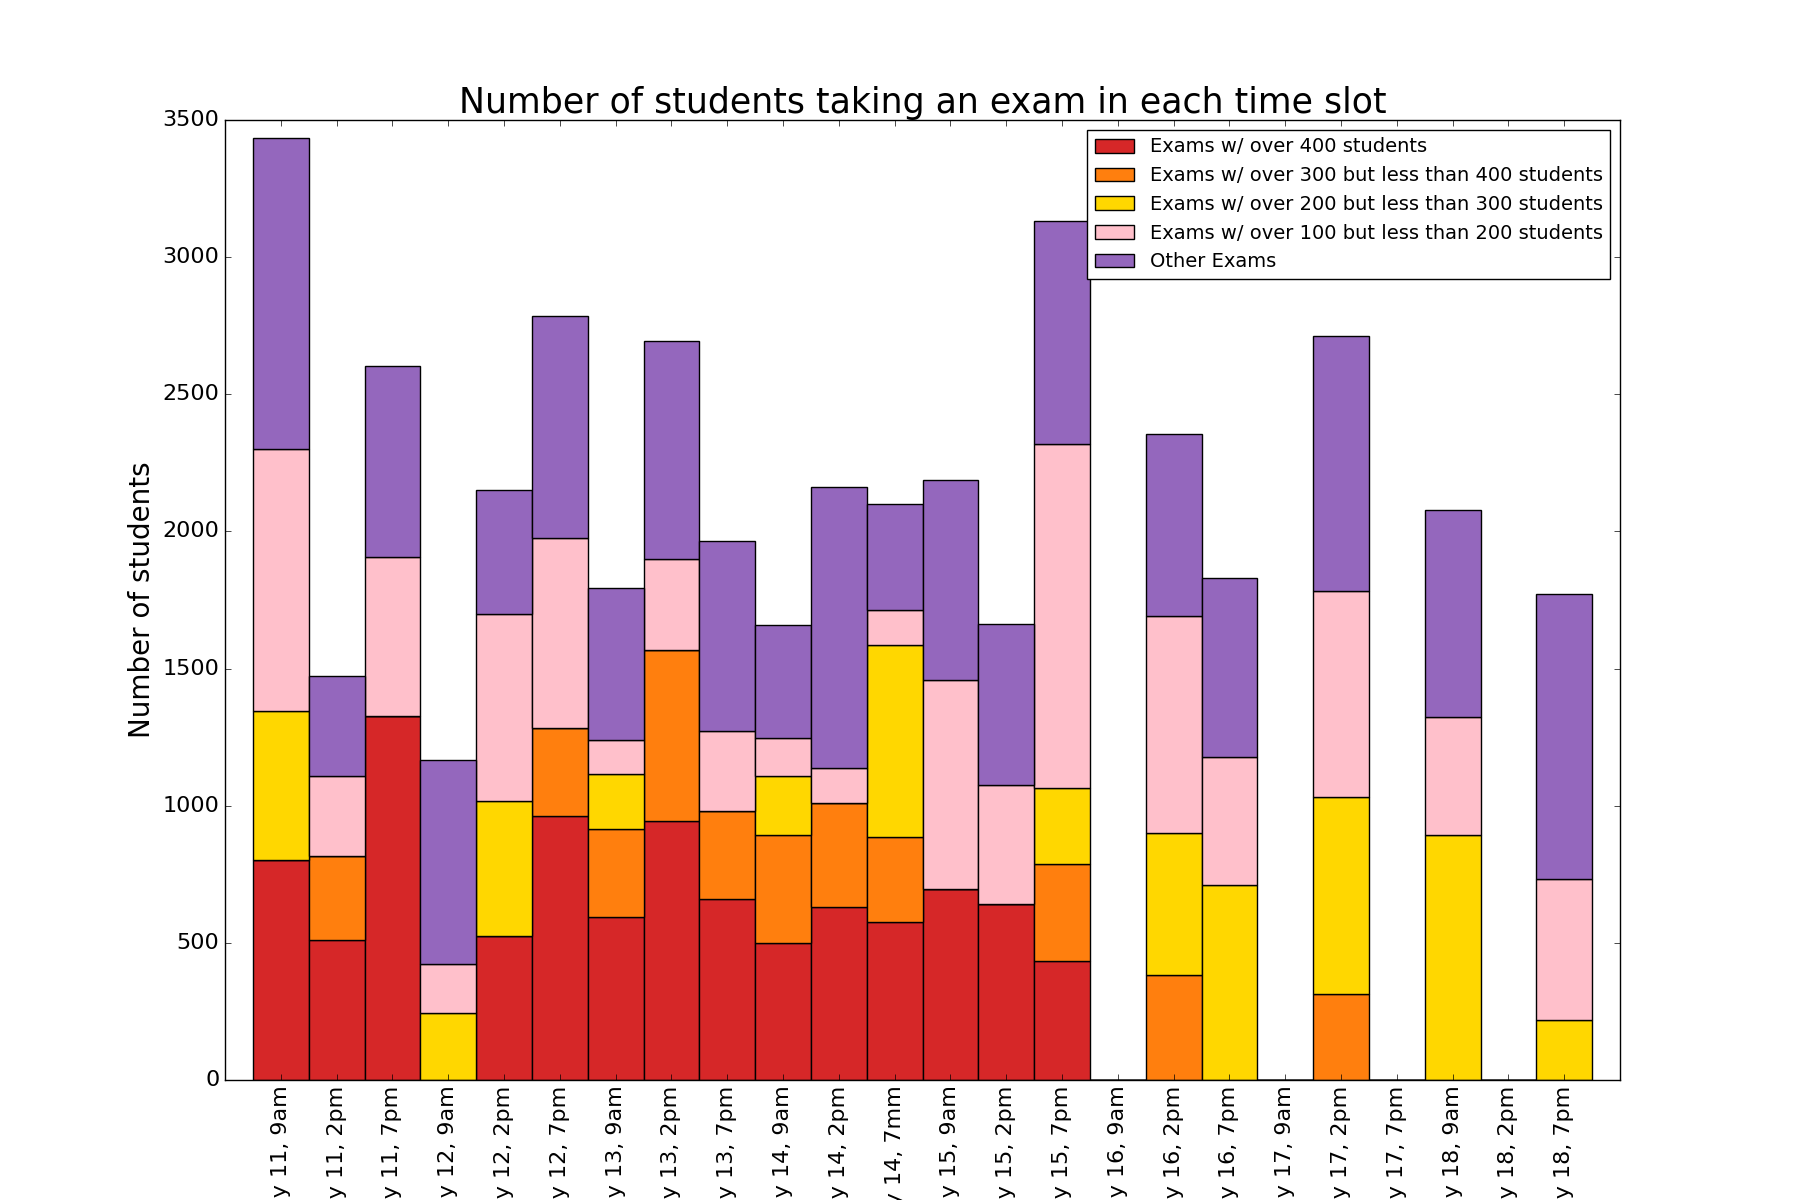 Number of students taking an exam in each time slot
3500
3000
2500
2000
1500
1000
500
0
Number of students
Exams w/ over 400 students
Exams w/ over 300 but less than 400 students
Exams w/ over 200 but less than 300 students
Exams w/ over 100 but less than 200 students
Other Exams
y 11, 9am
y 11, 2pm
y 11, 7pm
y 12, 9am
y 12, 2pm
y 12, 7pm
y 13, 9am
y 13, 2pm
y 13, 7pm
y 14, 9am
y 14, 2pm
y 14, 7mm
y 15, 9am
y 15, 2pm
y 15, 7pm
y 16, 9am
y 16, 2pm
y 16, 7pm
y 17, 9am
y 17, 2pm
y 17, 7pm
y 18, 9am
y 18, 2pm
y 18, 7pm